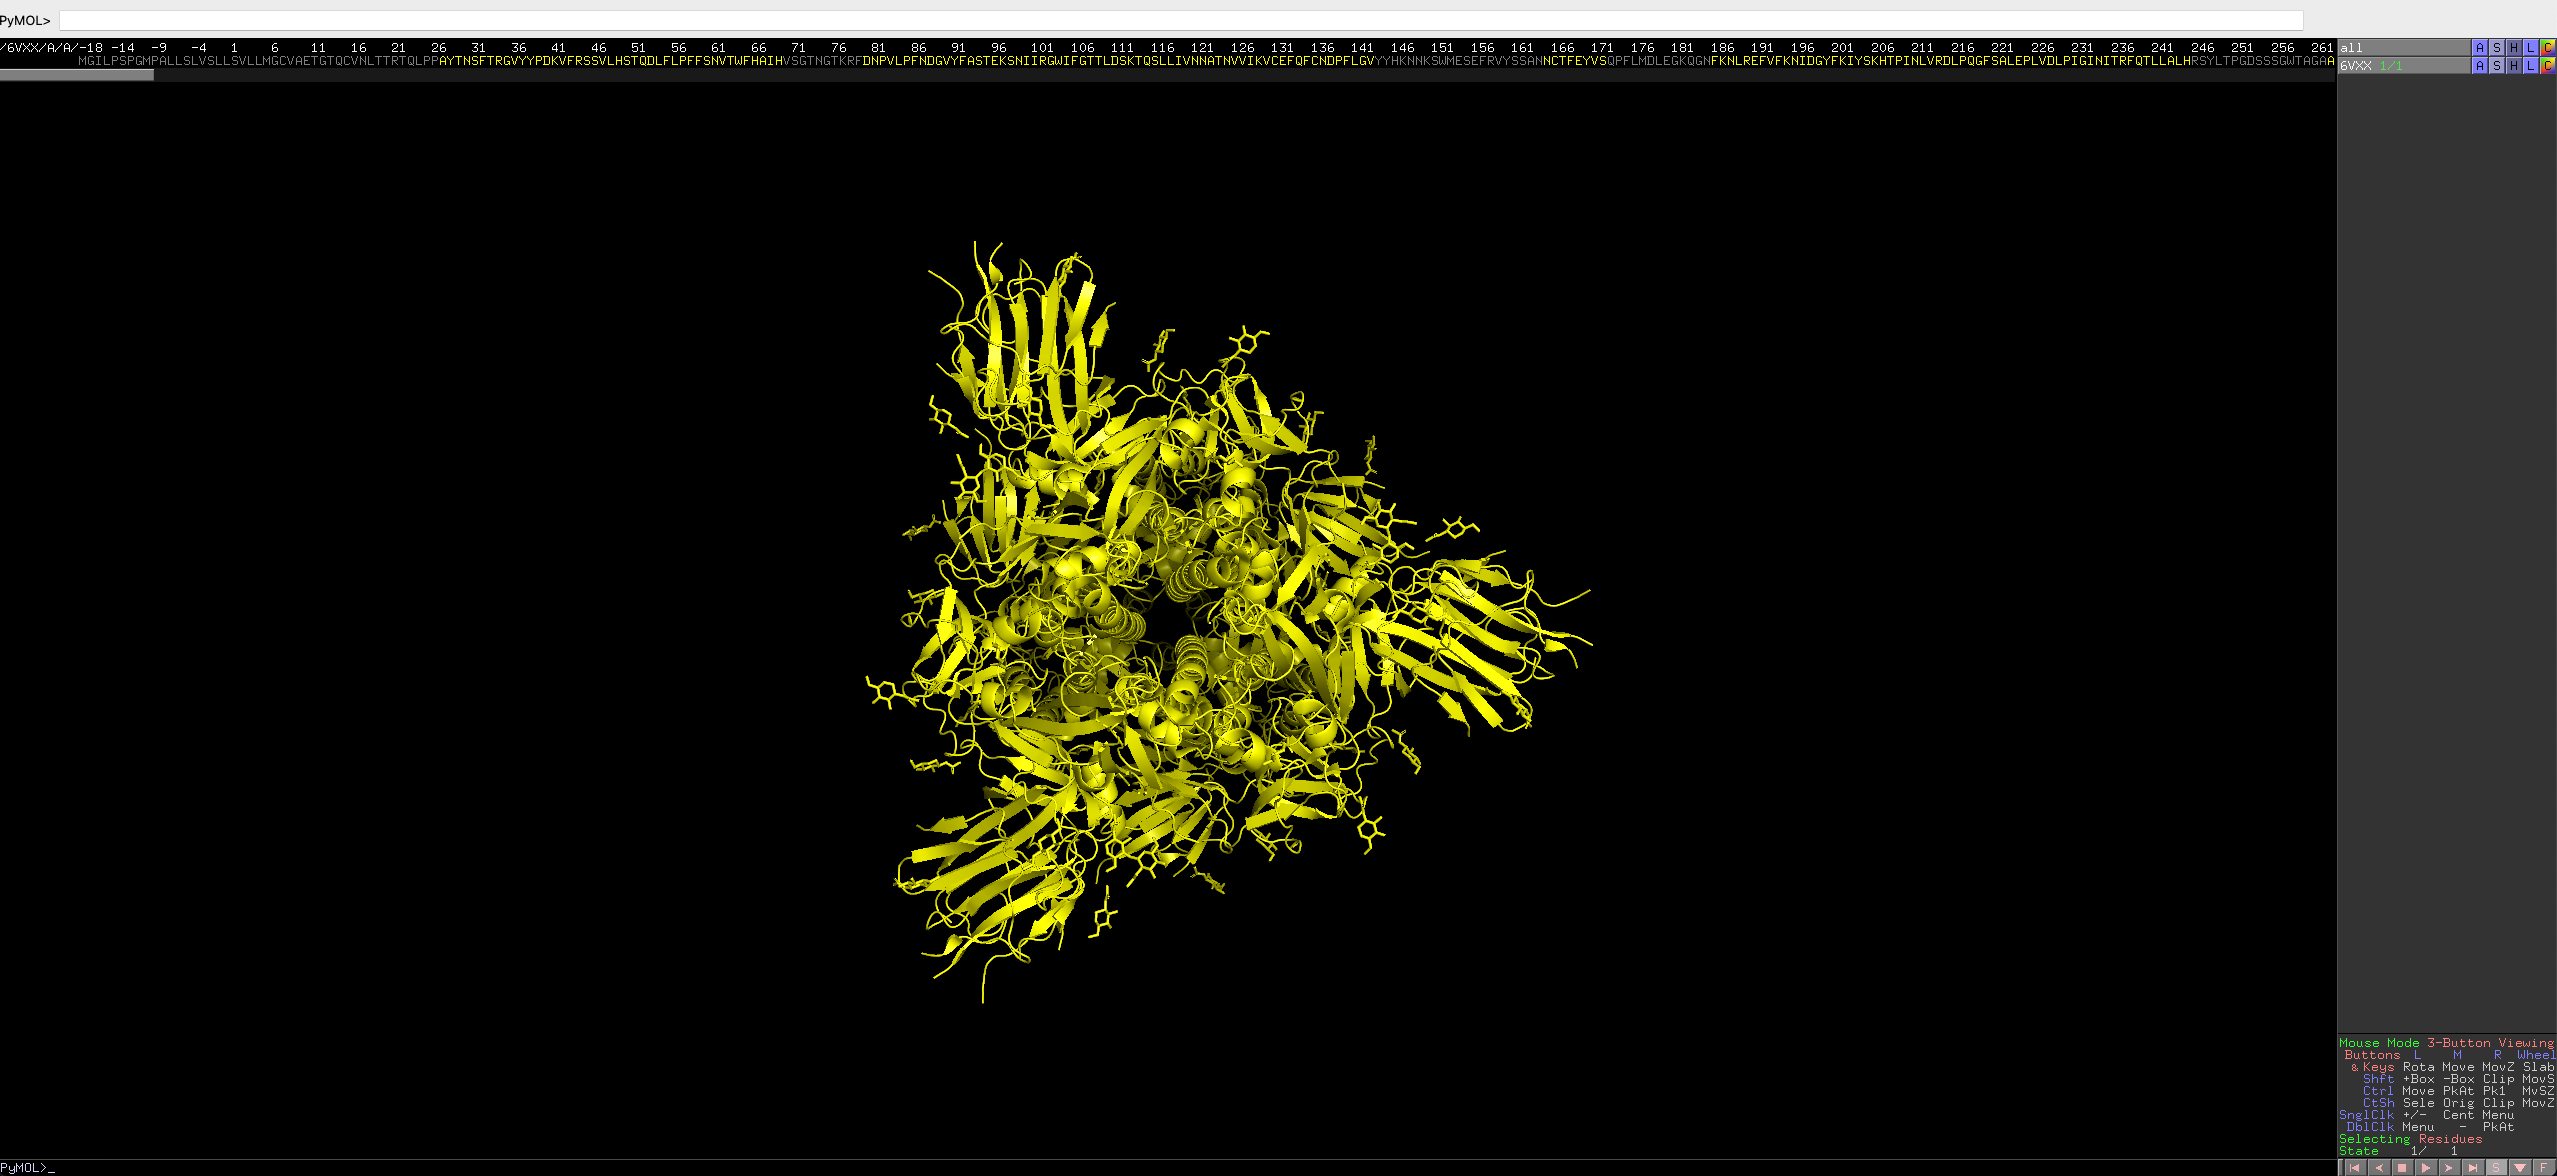 PyMOL>
/6VXX/A/A/-18 -14 -9 -4 1 6 11 16 21 26 31 36 41 46 51 56 61 66 71 76 81 86 91 96 101 106 111 116 121 126 131 136 141 146 151 156 161 166 171 176 181 186 191 196 201 206 211 216 221 226 231 236 241 246 251 256 261
MGILPSPGMPALLSLVSLLSVLLMGCVAETGTQCVNLTTRTQLPPAYTNSFTRGVYYPDKVFRSSVLHSTQDLFLPFFSNVTWFHAIHVSGTNGTKRFDNPVLPFNDGVYFASTEKSNIIRGWIFGTTLDSKTQSLLIVNNATNVVIKVCEFQFCNDPFLGVYYHKNNKSWMESEFRVYSSANNCTFEYVSQPFLMDLEGKQGNFKNLREFVFKNIDGYFKIYSKHTPINLVRDLPQGFSALEPLVDLPIGINITRFQTLLALHRSYLTPGDSSSGWTAGAA
all A S H L C
6VXX 1/1 A S H L C
Mouse Mode 3-Button Viewing
Buttons L M R Wheel
& Keys Rota Move MovZ Slab
Shft +Box -Box Clip MovS
Ctrl Move PkAt Pk1 MvSZ
CtSh Sele Orig Clip MovZ
SnglClk +/- Cent Menu
DblClk Menu - PkAt
Selecting Residues
State 1/ 1
S F
PyMOL>_